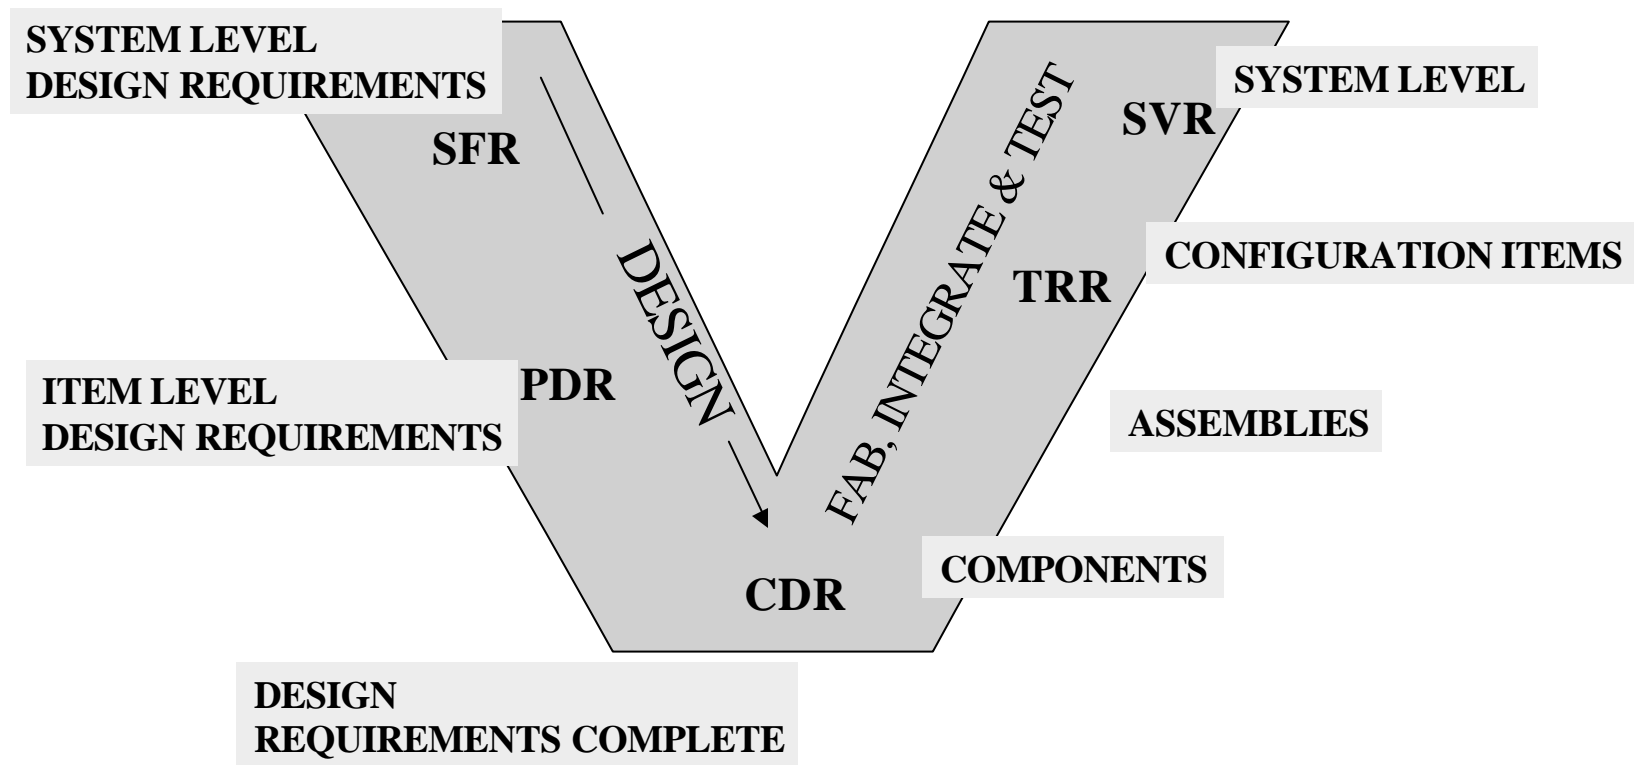 SYSTEM LEVEL
DESIGN REQUIREMENTS
SFR
DESIGN
ITEM LEVEL
DESIGN REQUIREMENTS
PDR
CDR
DESIGN
REQUIREMENTS COMPLETE
FAB, INTEGRATE & TEST
SVR
SYSTEM LEVEL
TRR
CONFIGURATION ITEMS
ASSEMBLIES
COMPONENTS